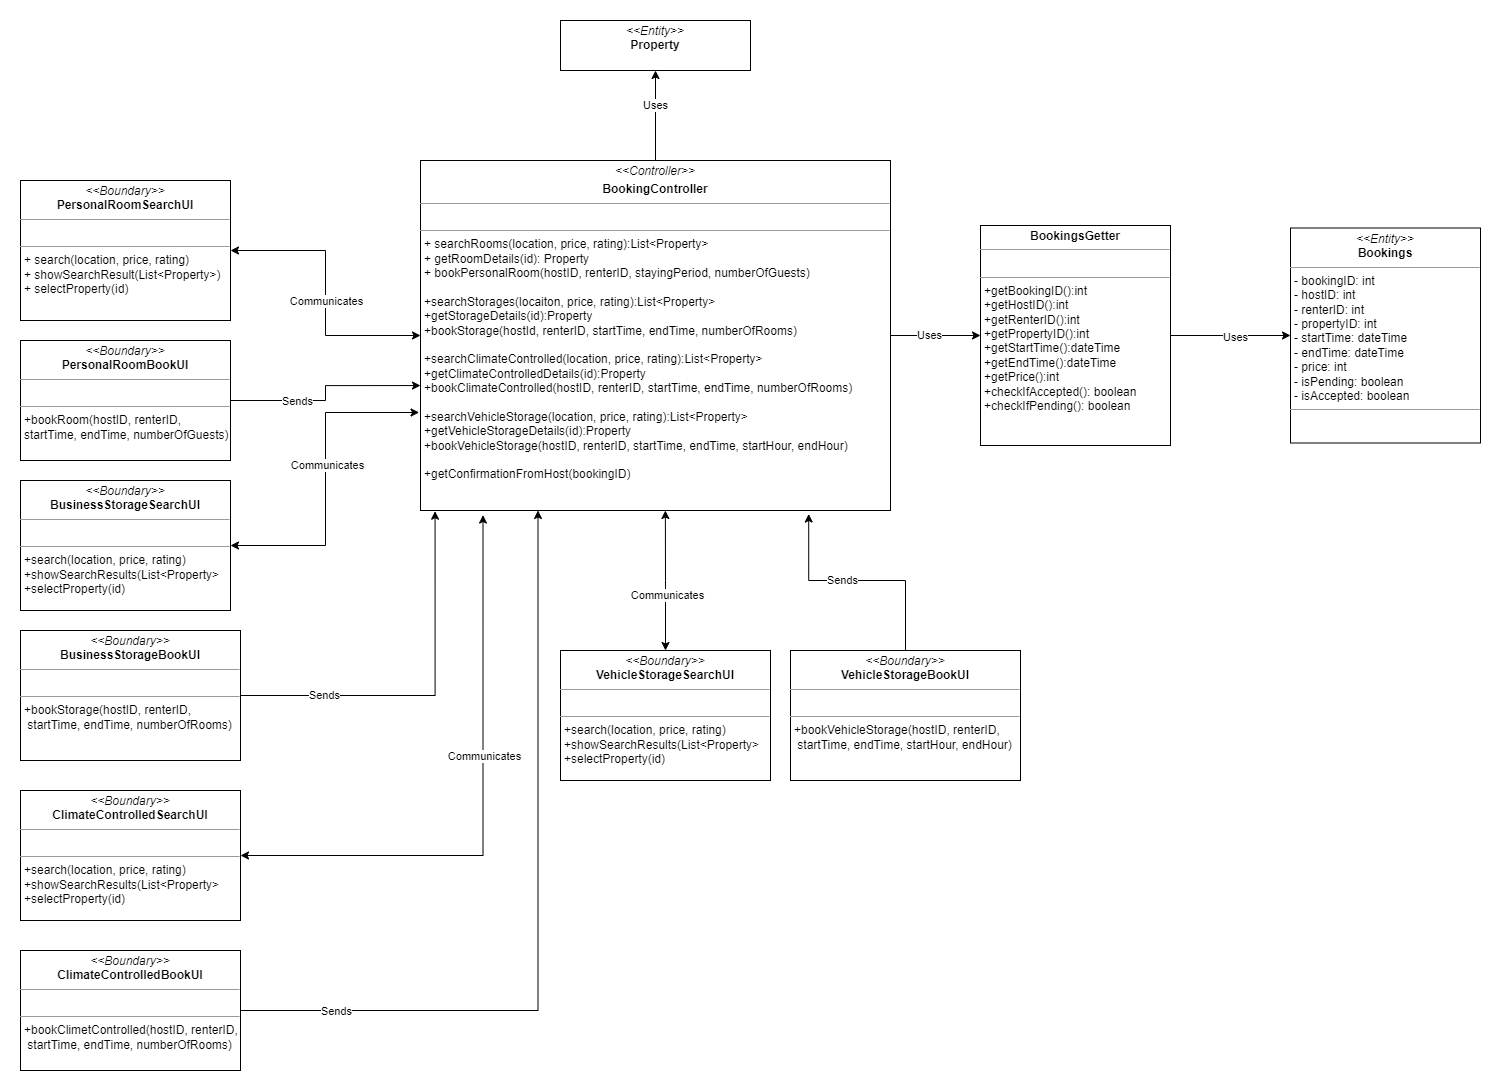 <<Entity>>
Property
Uses
<<Controller>>
BookingController
+ searchRooms(location, price, rating):List<Property>
+ getRoomDetails(id): Property
+ bookPersonalRoom(hostID, renterID, stayingPeriod, numberOfGuests)
+searchStorages(locaiton, price, rating):List<Property>
+getStorageDetails(id):Property
+bookStorage(hostId, renterID, startTime, endTime, numberOfRooms)
+searchClimateControlled(location, price, rating):List<Property>
+getClimateControlledDetails(id):Property
+bookClimateControlled(hostID, renterID, startTime, endTime, numberOfRooms)
+searchVehicleStorage(location, price, rating):List<Property>
+getVehicleStorageDetails(id):Property
+bookVehicleStorage(hostID, renterID, startTime, endTime, startHour, endHour)
+getConfirmationFromHost(bookingID)
<<Boundary>>
PersonalRoomSearchUI
+ search(location, price, rating)
+ showSearchResult(List<Property>)
+ selectProperty(id)
Communicates
<<Boundary>>
PersonalRoomBookUI
+bookRoom(hostID, renterID,
startTime, endTime, numberOfGuests)
Sends
Communicates
<<Boundary>>
BusinessStorageSearchUI
+search(location, price, rating)
+showSearchResults(List<Property>
+selectProperty(id)
<<Boundary>>
BusinessStorageBookUI
+bookStorage(hostID, renterID,
startTime, endTime, numberOfRooms)
Sends
Communicates
<<Boundary>>
ClimateControlledSearchUI
+search(location, price, rating)
+showSearchResults(List<Property>
+selectProperty(id)
<<Boundary>>
ClimateControlledBookUI
+bookClimetControlled(hostID, renterID,
startTime, endTime, numberOfRooms)
Sends
Communicates
<<Boundary>>
VehicleStorageSearchUI
+search(location, price, rating)
+showSearchResults(List<Property>
+selectProperty(id)
Sends
<<Boundary>>
VehicleStorageBookUI
+bookVehicleStorage(hostID, renterID,
startTime, endTime, startHour, endHour)
Uses
BookingsGetter
+getBookingID():int
+getHostID():int
+getRenterID():int
+getPropertyID():int
+getStartTime():dateTime
+getEndTime():dateTime
+getPrice():int
+checkIfAccepted(): boolean
+checkIfPending(): boolean
Uses
<<Entity>>
Bookings
- bookingID: int
- hostID: int
- renterID: int
- propertyID: int
- startTime: dateTime
- endTime: dateTime
- price: int
- isPending: boolean
- isAccepted: boolean